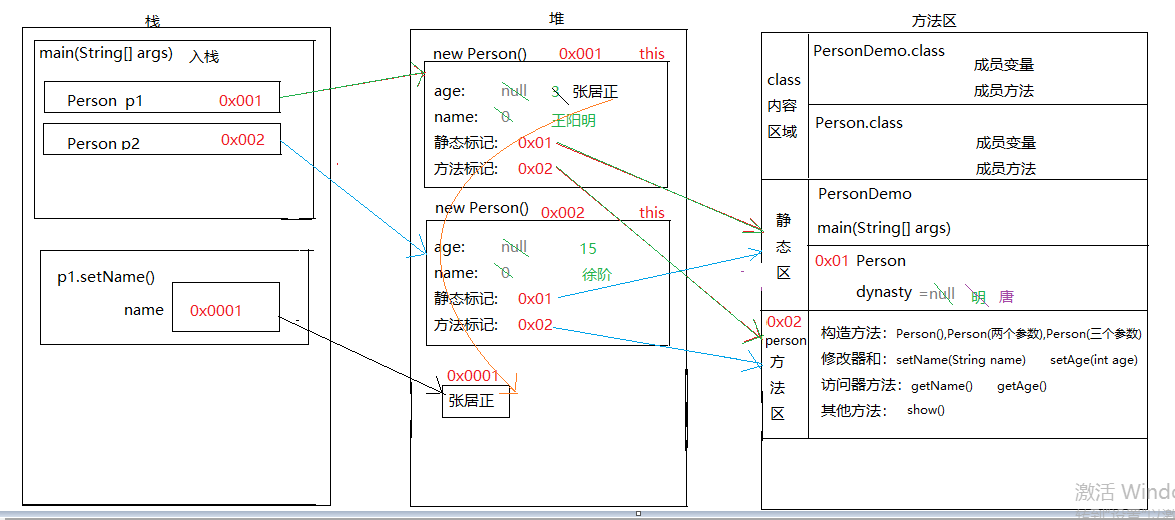 栈
main(String[] args) 入栈
Person p1 0x001
Person p2 0x002
p1.setName()
name 0x0001
堆
new Person() 0x001 this
age: null 3 张居正
name: 0 王阳明
静态标记: 0x01
方法标记: 0x02
new Person() 0x002 this
age: null 15
name: 0 徐阶
静态标记: 0x01
方法标记: 0x02
0x0001
张居正
方法区
class
内容
区域
PersonDemo.class
成员变量
成员方法
Person.class
成员变量
成员方法
静
态
区
PersonDemo
main(String[] args)
0x01 Person
dynasty =null 明 唐
0x02
person
方
法
区
构造方法: Person(),Person(两个参数),Person(三个参数)
修改器和: setName(String name) setAge(int age)
访问器方法: getName() getAge()
其他方法: show()
激活 Windo